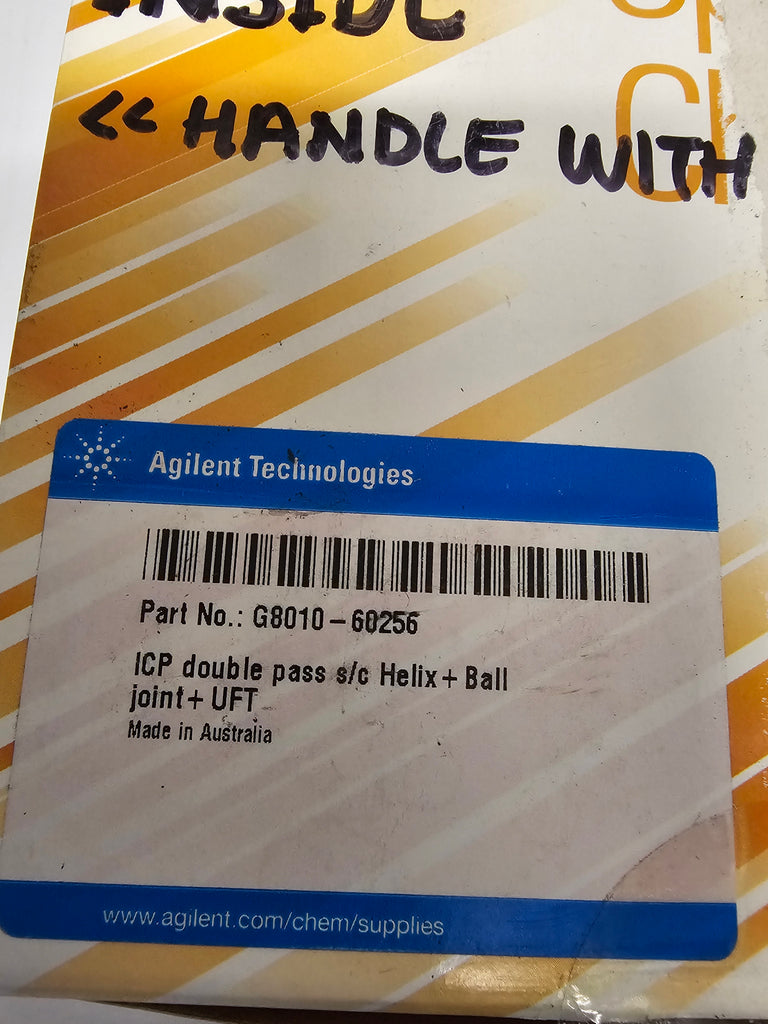 INSIDE
<< HANDLE WITH
Agilent Technologies
Part No.: G8010-60256
ICP double pass s/c Helix+Ball
joint+UFT
Made in Australia
www.agilent.com/chem/supplies